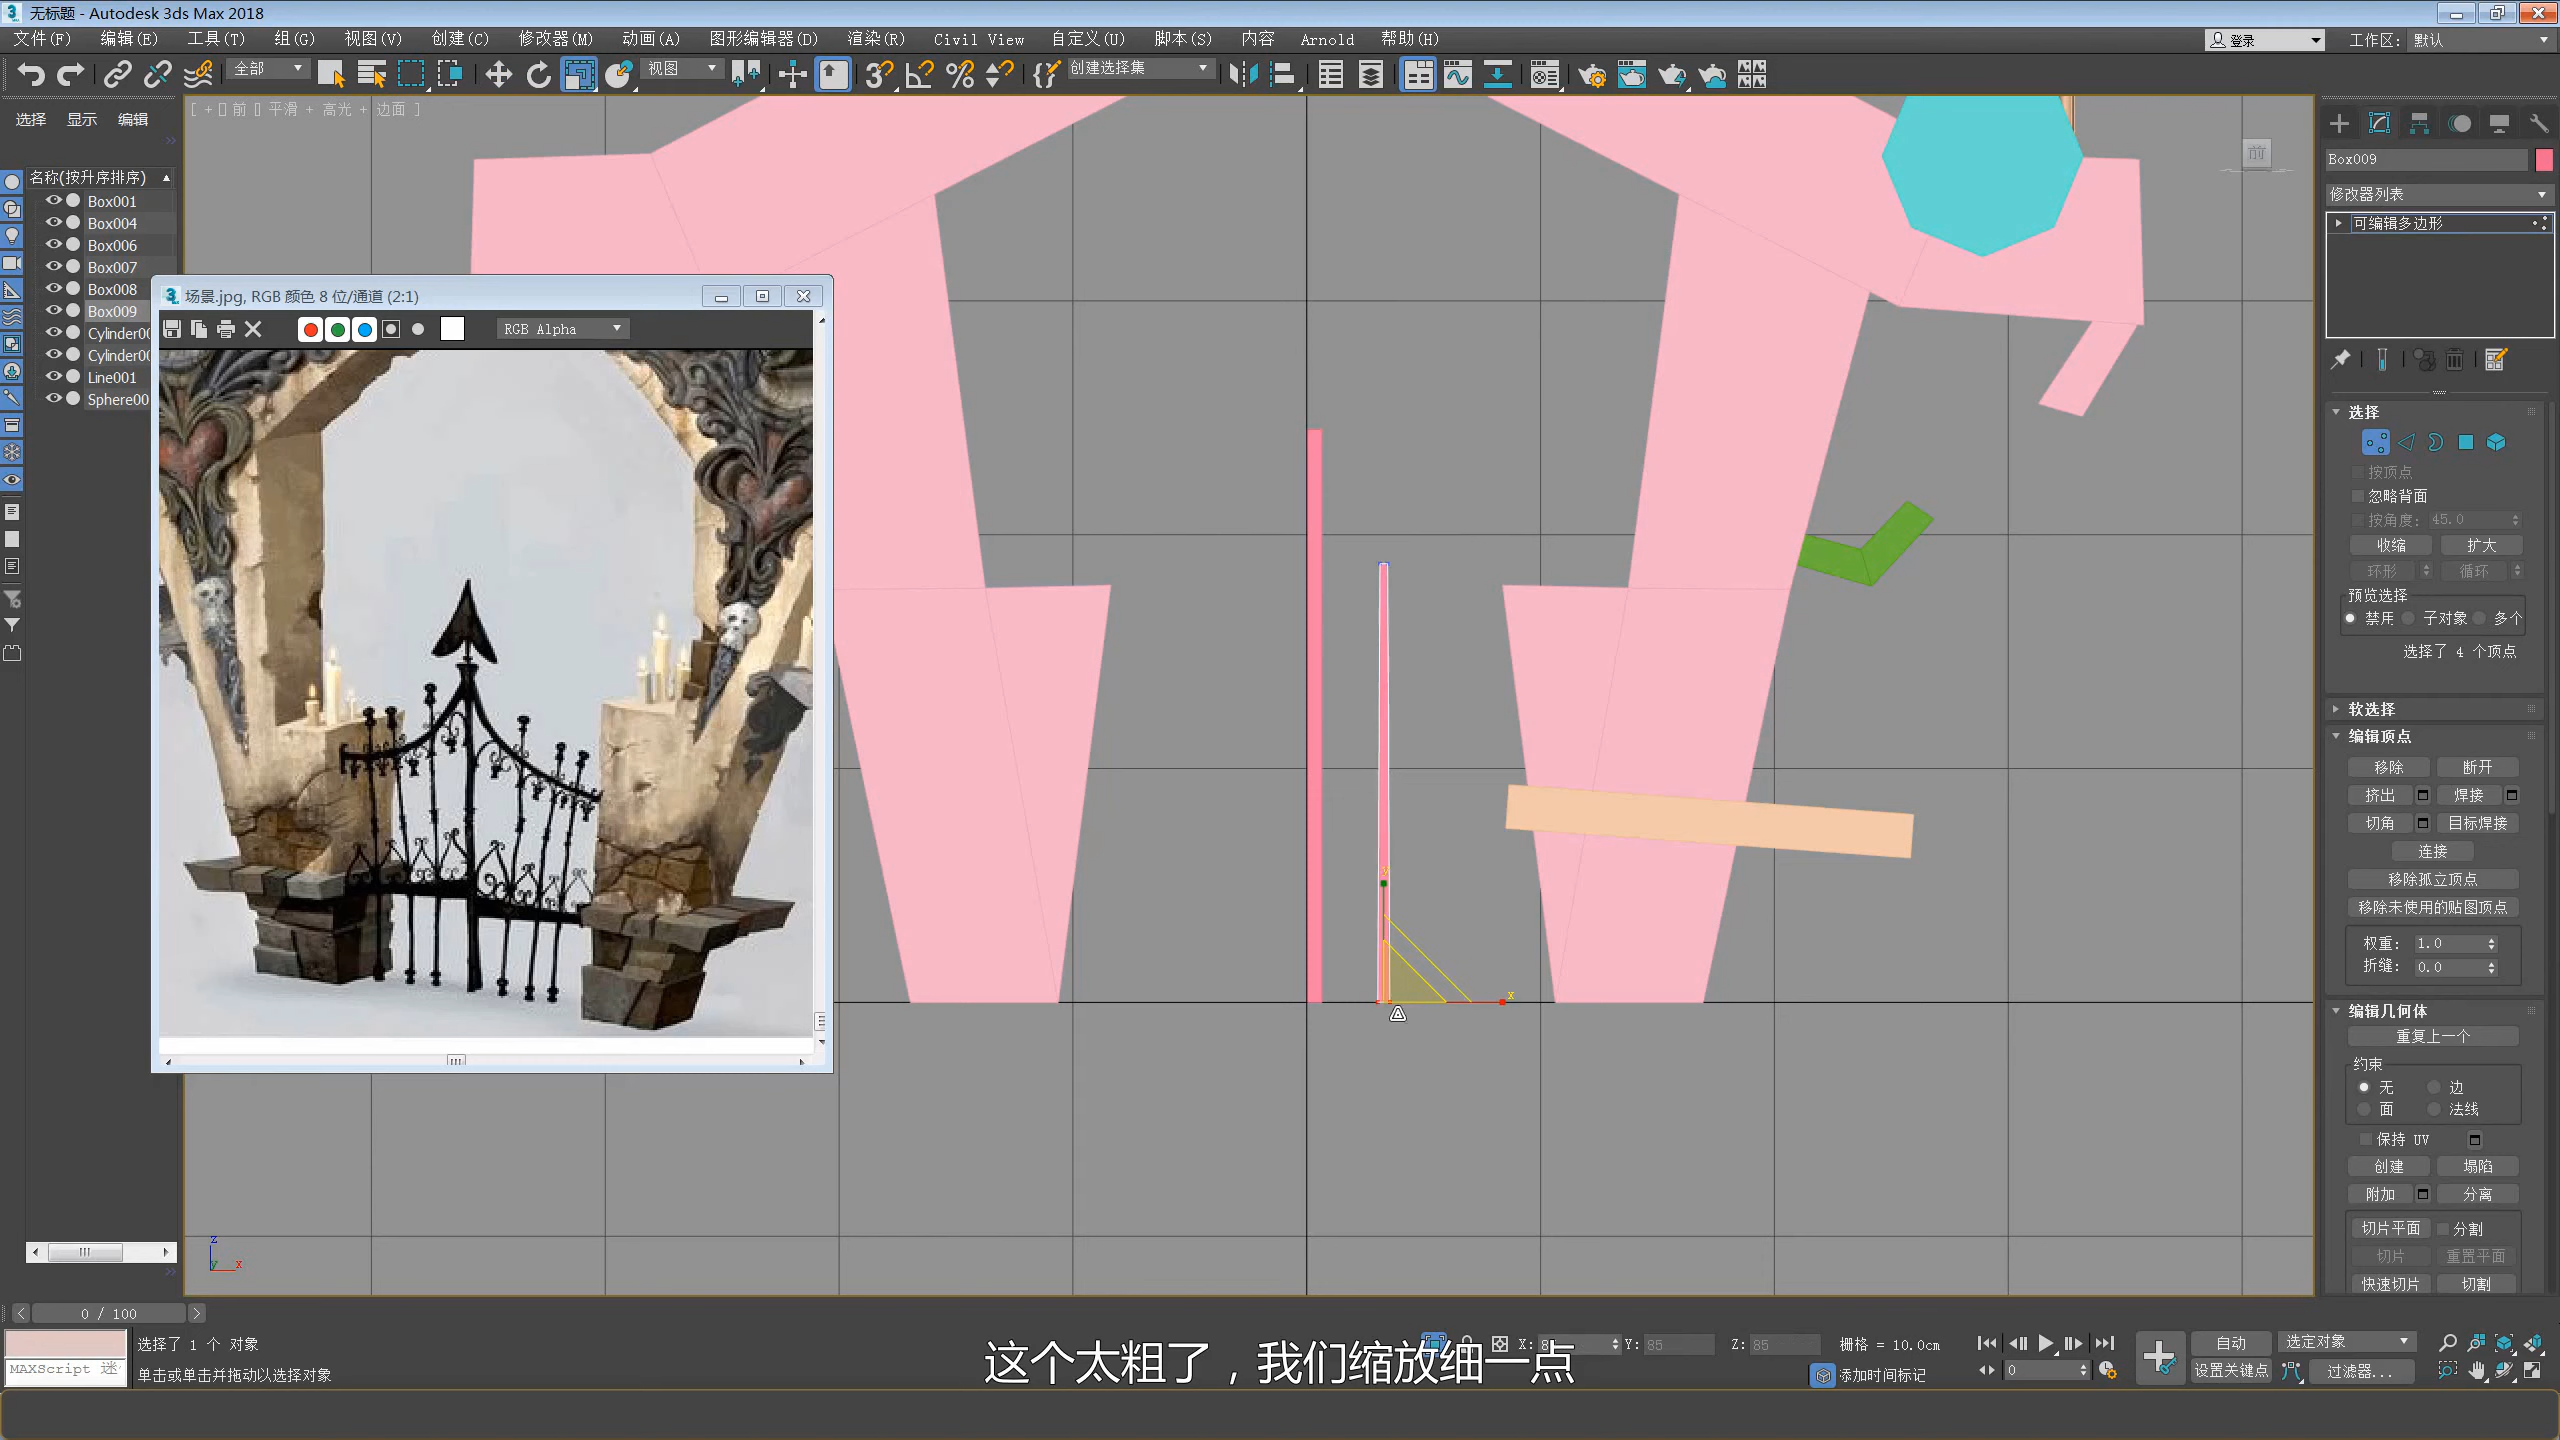 无标题 - Autodesk 3ds Max 2018
文件(F) 编辑(E) 工具(T) 组(G) 视图(V) 创建(C) 修改器(M) 动画(A) 图形编辑器(D) 渲染(R) Civil View 自定义(U) 脚本(S) 内容 Arnold 帮助(H)
登录 工作区: 默认
全部 视图 创建选择集
选择 显示 编辑
[ + [] 前 [] 平滑 + 高光 + 边面 ]
前
名称(按升序排序)
Box001
Box004
Box006
Box007
Box008
Box009
Cylinder00
Cylinder00
Line001
Sphere00
场景.jpg, RGB 颜色 8 位/通道 (2:1)
RGB Alpha
Box009
修改器列表
可编辑多边形
选择
按顶点
忽略背面
按角度: 45.0
收缩 扩大
环形 循环
预览选择
禁用 子对象 多个
选择了 4 个顶点
软选择
编辑顶点
移除 断开
挤出 焊接
切角 目标焊接
连接
移除孤立顶点
移除未使用的贴图顶点
权重: 1.0
折缝: 0.0
编辑几何体
重复上一个
约束
无 边
面 法线
保持 UV
创建 塌陷
附加 分离
切片平面 分割
切片 重置平面
快速切片 切割
x
z
y x
0 / 100
选择了 1 个 对象
单击或单击并拖动以选择对象
MAXScript 迷
X: Y: 85 Z: 85 栅格 = 10.0cm
添加时间标记
0
自动 选定对象
设置关键点 过滤器...
这个太粗了，我们缩放细一点